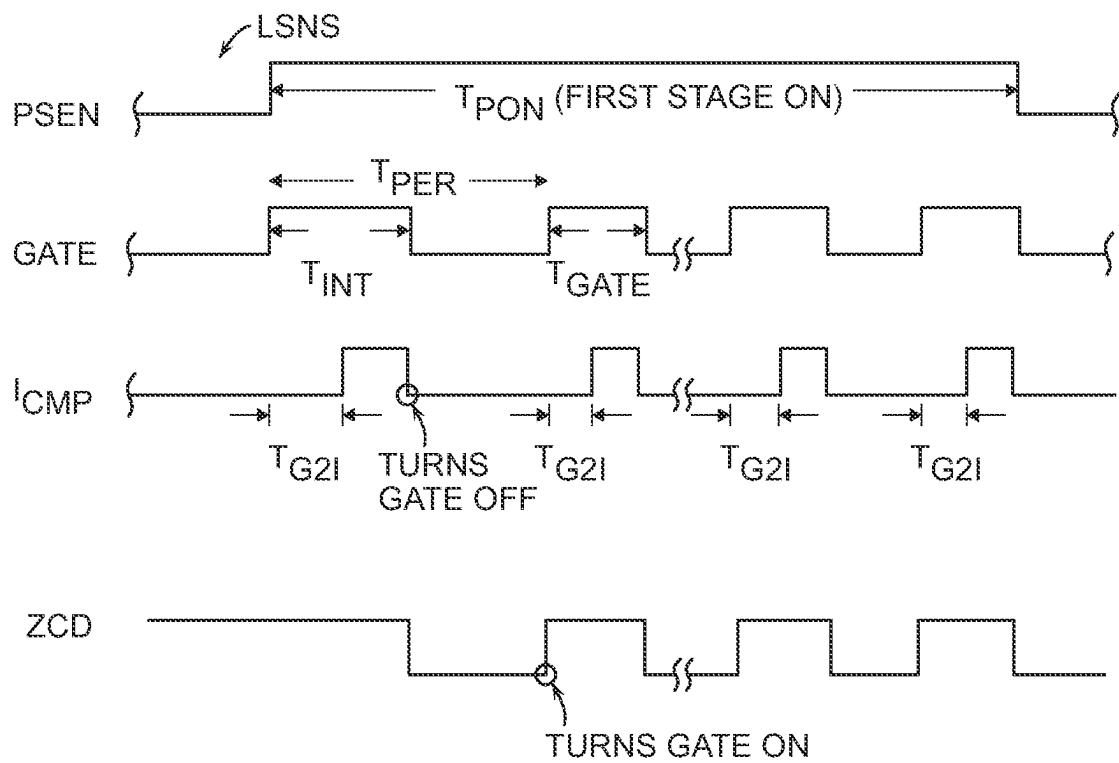 LSNS
PSEN
TPON (FIRST STAGE ON)
TPER
GATE
TINT
TGATE
ICMP
TG2I
TURNS
GATE OFF
TG2I
TG2I
TG2I
ZCD
TURNS GATE ON